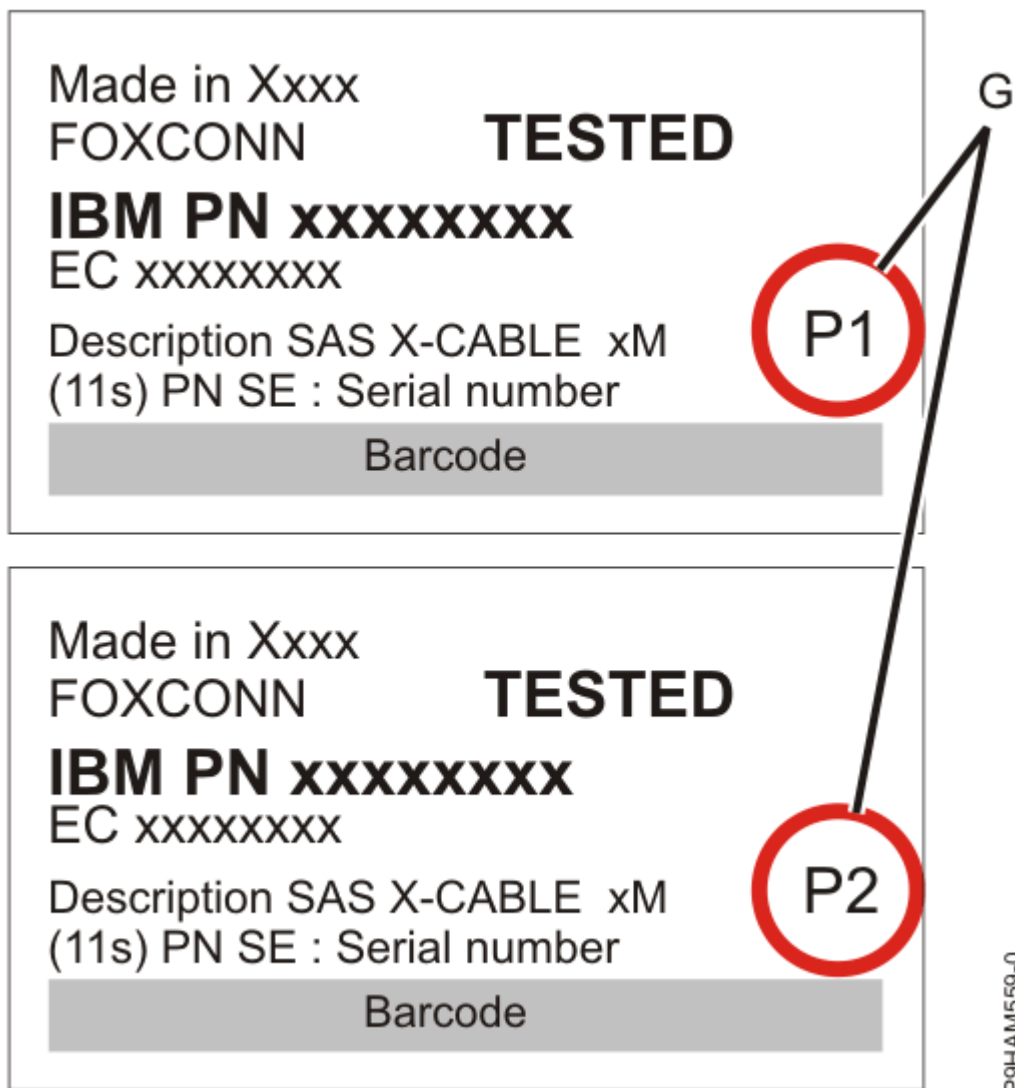 Made in Xxxx
FOXCONN TESTED
IBM PN xxxxxxxx
EC xxxxxxxx
Description SAS X-CABLE xM
(11s) PN SE : Serial number
Barcode
P1
G
Made in Xxxx
FOXCONN TESTED
IBM PN xxxxxxxx
EC xxxxxxxx
Description SAS X-CABLE xM
(11s) PN SE : Serial number
Barcode
P2
P9HAM559-0